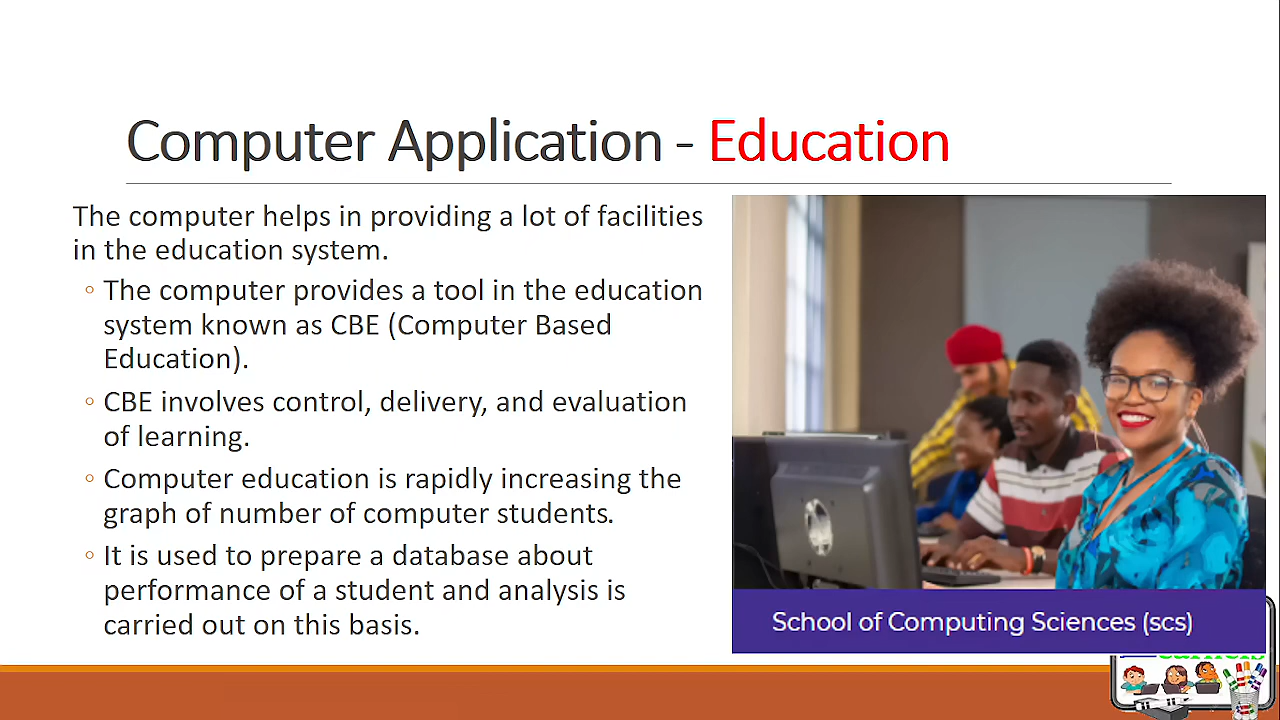 Computer Application - Education
The computer helps in providing a lot of facilities
in the education system.
◦ The computer provides a tool in the education
system known as CBE (Computer Based
Education).
◦ CBE involves control, delivery, and evaluation
of learning.
◦ Computer education is rapidly increasing the
graph of number of computer students.
◦ It is used to prepare a database about
performance of a student and analysis is
carried out on this basis.
School of Computing Sciences (scs)